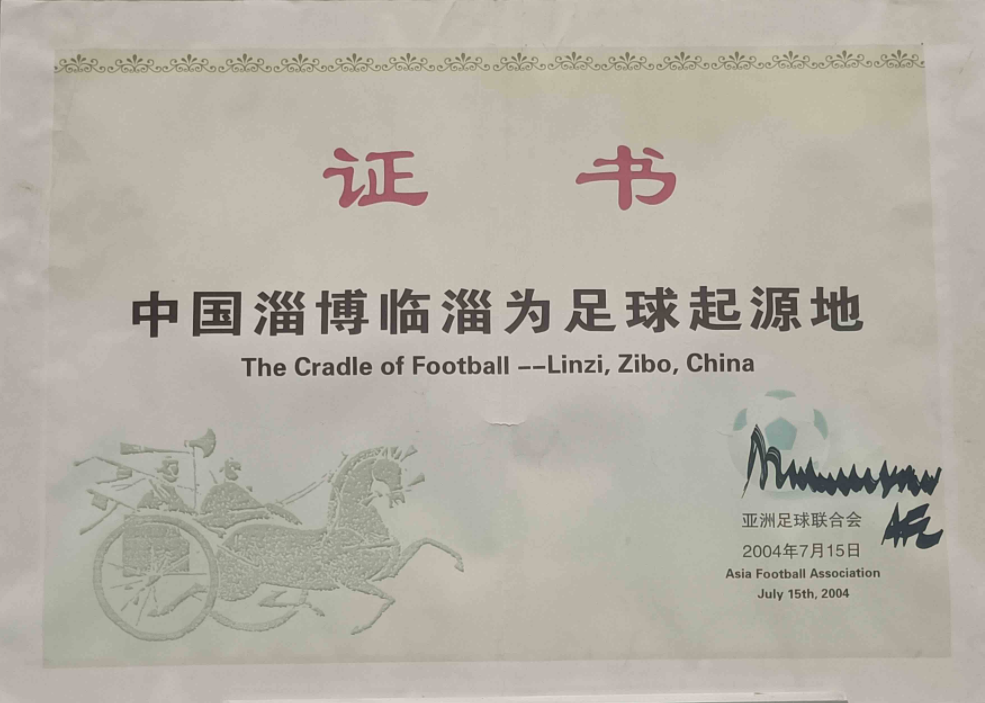 证 书
中国淄博临淄为足球起源地
The Cradle of Football --Linzi, Zibo, China
亚洲足球联合会
2004年7月15日
Asia Football Association
July 15th, 2004